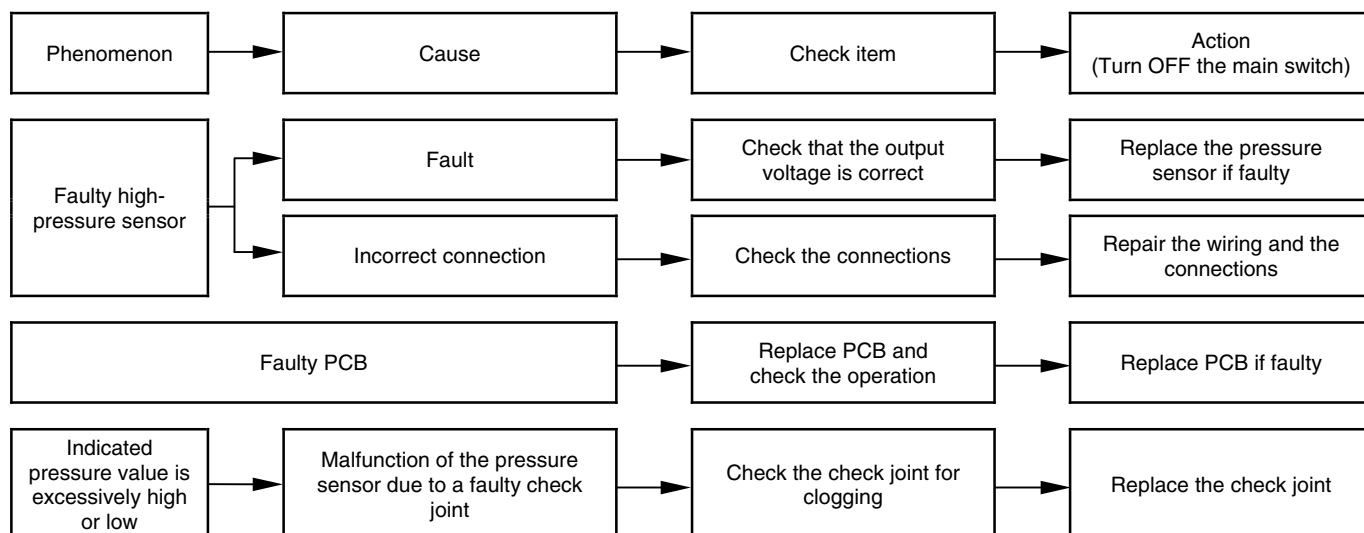 Phenomenon
Cause
Check item
Action
(Turn OFF the main switch)
Faulty high-
pressure sensor
Fault
Check that the output
voltage is correct
Replace the pressure
sensor if faulty
Incorrect connection
Check the connections
Repair the wiring and the
connections
Faulty PCB
Replace PCB and
check the operation
Replace PCB if faulty
Indicated
pressure value is
excessively high
or low
Malfunction of the pressure
sensor due to a faulty check
joint
Check the check joint for
clogging
Replace the check joint